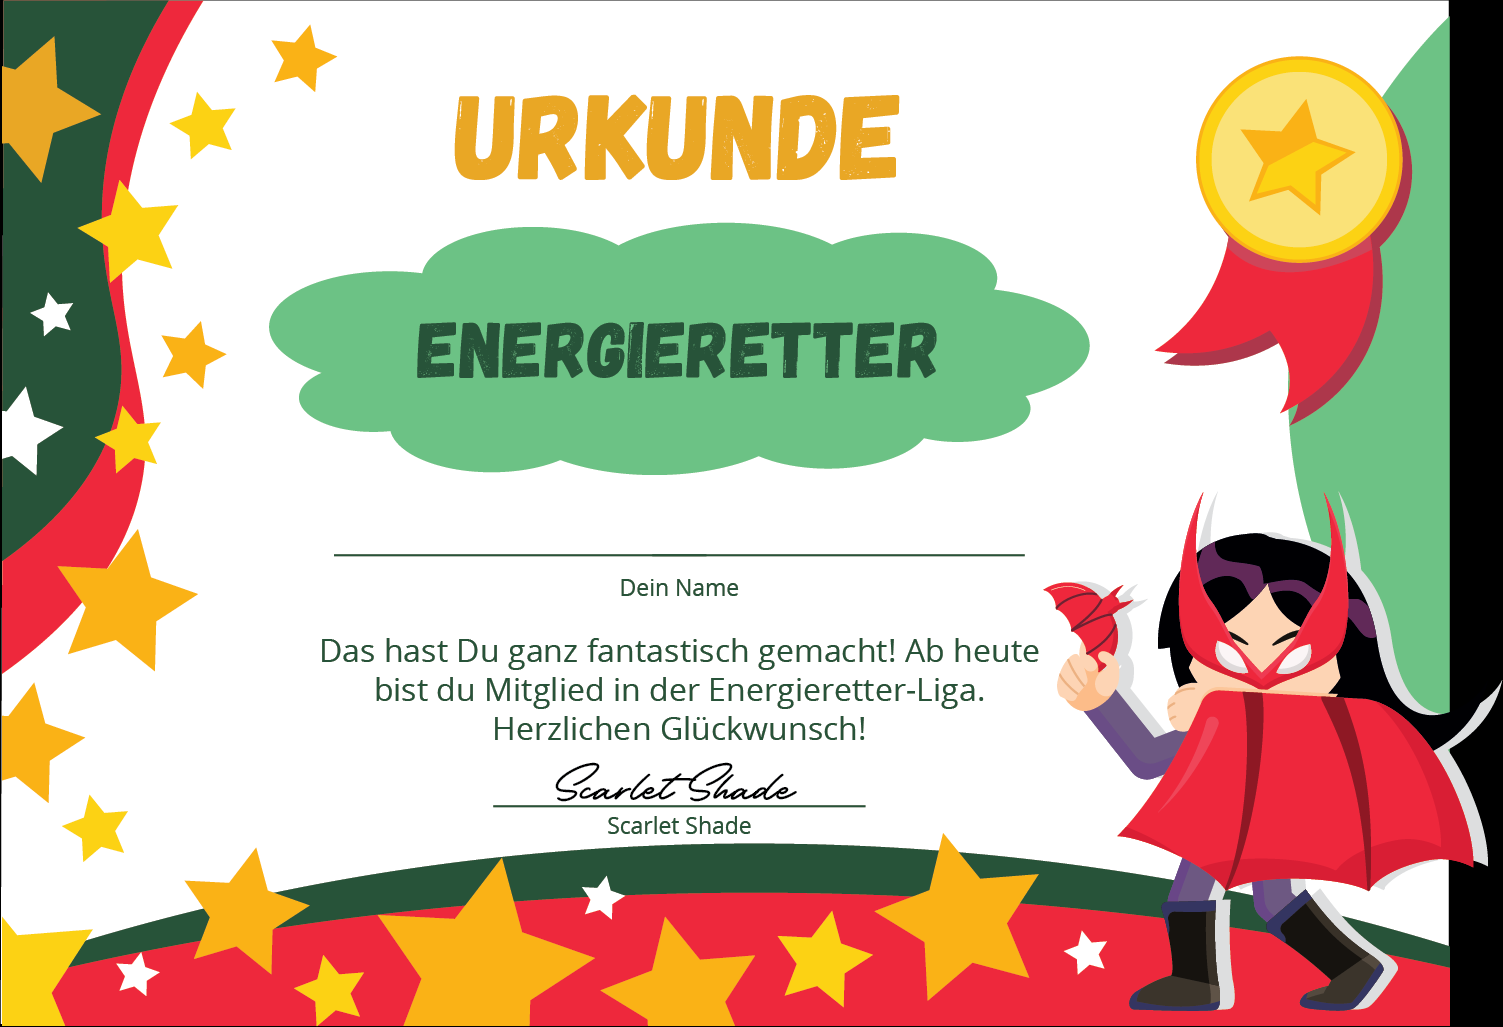 URKUNDE
ENERGIERETTER
Dein Name
Das hast Du ganz fantastisch gemacht! Ab heute
bist du Mitglied in der Energieretter-Liga.
Herzlichen Glückwunsch!
Scarlet Shade
Scarlet Shade